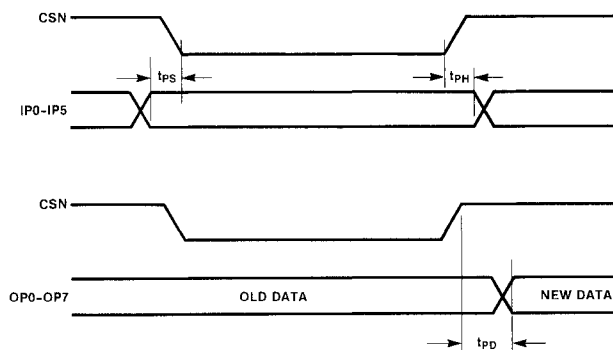 CSN
tPS
tPH
IP0-IP5
CSN
OP0-OP7
OLD DATA
NEW DATA
tPD